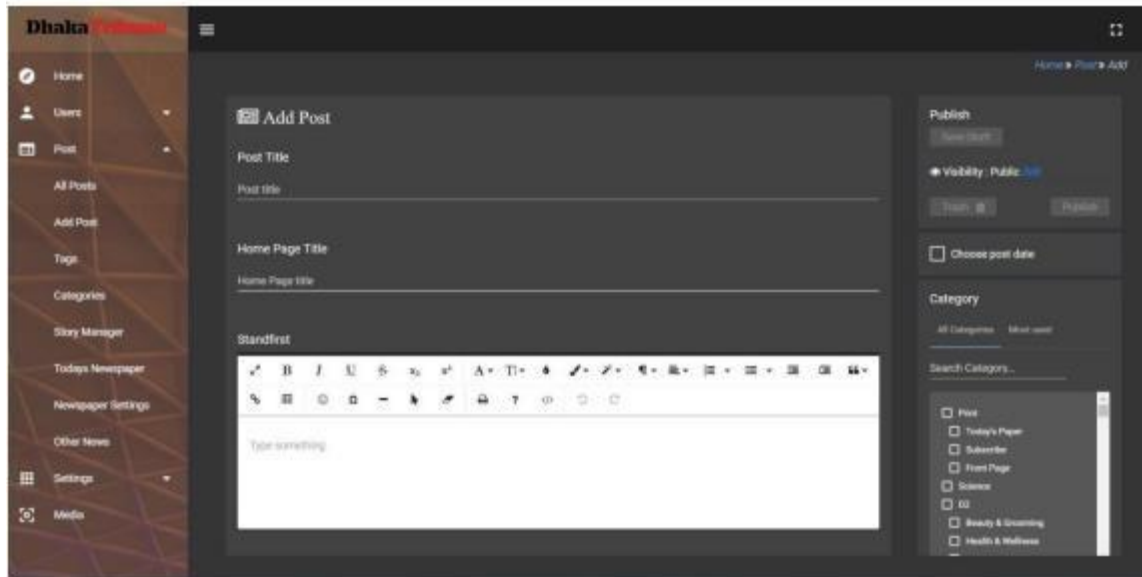 Dhaka Tribune
Home » Post » Add
Home
Users
Post
All Posts
Add Post
Tags
Categories
Story Manager
Todays Newspaper
Newspaper Settings
Other News
Settings
Media
Add Post
Post Title
Post title
Home Page Title
Home Page title
Standfirst
Type something
Publish
Save Draft
Visibility : Public Edit
Trash
Publish
Choose post date
Category
All Categories Most used
Search Category...
Print
Today's Paper
Subscribe
Front Page
Science
D2
Beauty & Grooming
Health & Wellness